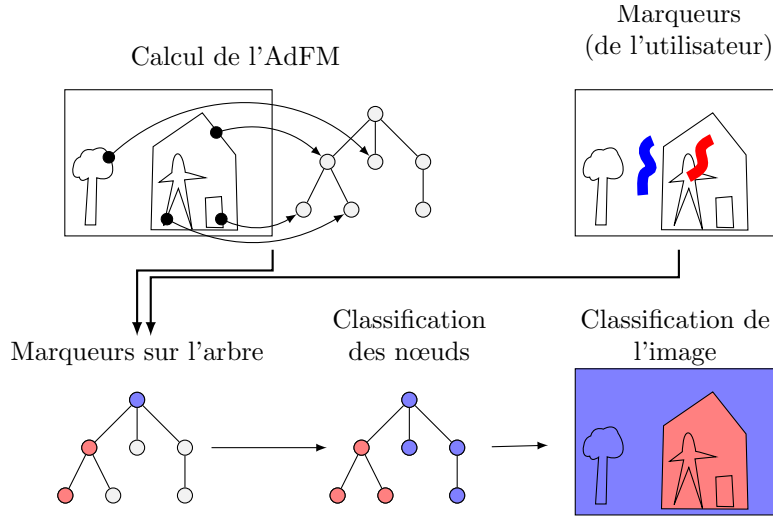 Marqueurs
(de l'utilisateur)
Calcul de l'AdFM
Marqueurs sur l'arbre
Classification
des nœuds
Classification de
l'image